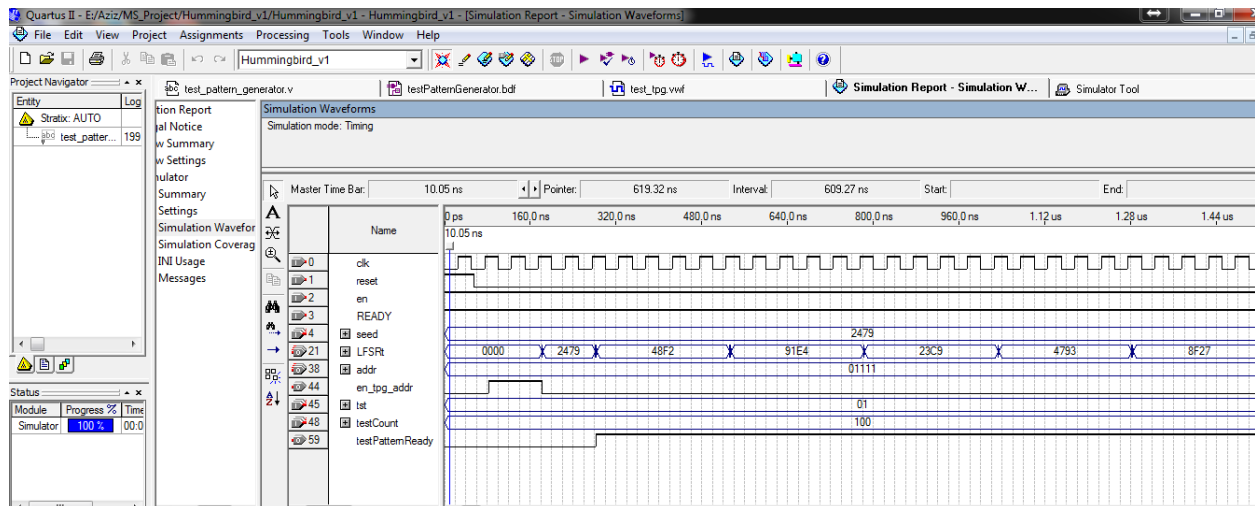 Quartus II - E:/Aziz/MS_Project/Hummingbird_v1/Hummingbird_v1 - Hummingbird_v1 - [Simulation Report - Simulation Waveforms]
File Edit View Project Assignments Processing Tools Window Help
Hummingbird_v1
Project Navigator
test_pattern_generator.v testPatternGenerator.bdf test_tpg.vwf Simulation Report - Simulation W... Simulator Tool
Entity Log
Stratix: AUTO
test_patter... 199
tion Report
gal Notice
w Summary
w Settings
nulator
Summary
Settings
Simulation Wavefor
Simulation Coverag
INI Usage
Messages
Simulation Waveforms
Simulation mode: Timing
Master Time Bar: 10.05 ns Pointer: 619.32 ns Interval: 609.27 ns Start: End:
Name
0 ps 160.0 ns 320.0 ns 480.0 ns 640.0 ns 800.0 ns 960.0 ns 1.12 us 1.28 us 1.44 us
10.05 ns
0 clk
1 reset
2 en
3 READY
4 seed 2479
21 LFSRt 0000 2479 48F2 91E4 23C9 4793 8F27
38 addr 01111
44 en_tpg_addr
45 tst 01
48 testCount 100
59 testPatternReady
Status
Module Progress % Time
Simulator 100 % 00:0